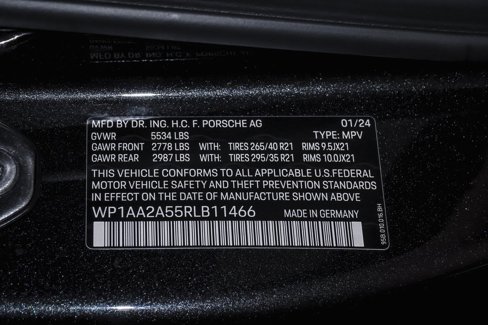 MFD BY DR. ING. H.C. F. PORSCHE AG 01/24
GVWR 5534 LBS TYPE: MPV
GAWR FRONT 2778 LBS WITH: TIRES 265/40 R21 RIMS 9.5JX21
GAWR REAR 2987 LBS WITH: TIRES 295/35 R21 RIMS 10.0JX21
THIS VEHICLE CONFORMS TO ALL APPLICABLE U.S.FEDERAL
MOTOR VEHICLE SAFETY AND THEFT PREVENTION STANDARDS
IN EFFECT ON THE DATE OF MANUFACTURE SHOWN ABOVE
WP1AA2A55RLB11466 MADE IN GERMANY